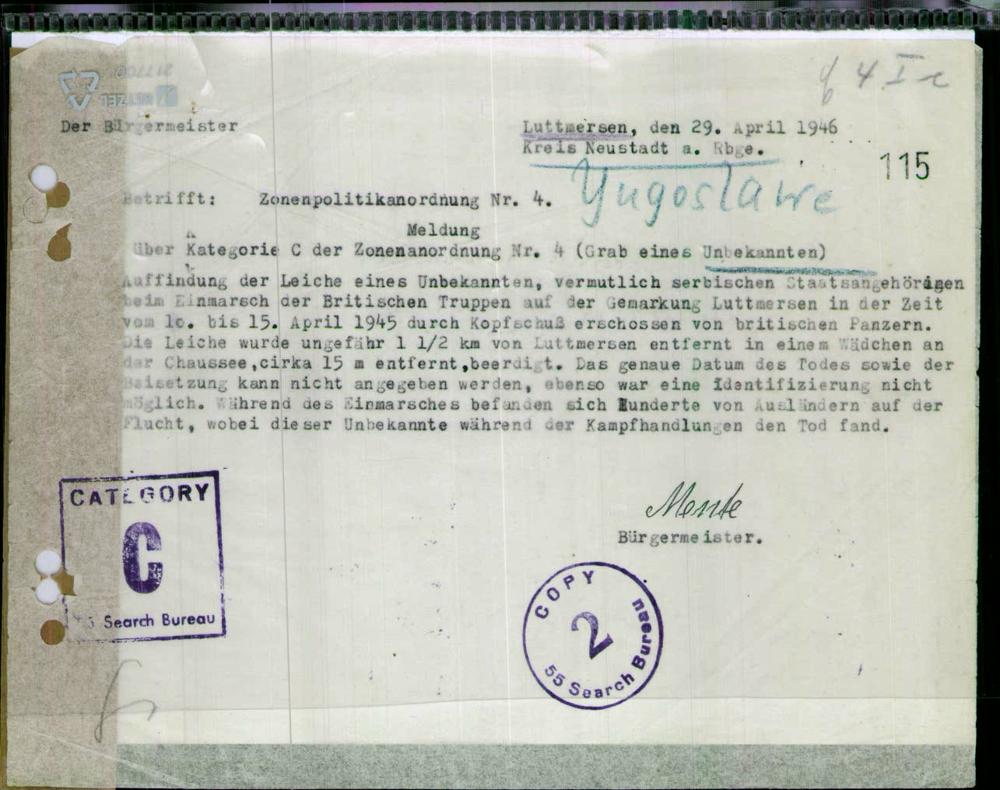 4 I c
Der Bürgermeister
Luttmersen, den 29. April 1946
Kreis Neustadt a. Rbge.
115
Yugoslawe
Betrifft: Zonenpolitikanordnung Nr. 4.
Meldung
über Kategorie C der Zonenanordnung Nr. 4 (Grab eines Unbekannten)
Auffindung der Leiche eines Unbekannten, vermutlich serbischen Staatsangehörigen
beim Einmarsch der Britischen Truppen auf der Gemarkung Luttmersen in der Zeit
vom 10. bis 15. April 1945 durch Kopfschuß erschossen von britischen Panzern.
Die Leiche wurde ungefähr 1 1/2 km von Luttmersen entfernt in einem Wädchen an
der Chaussee,cirka 15 m entfernt,beerdigt. Das genaue Datum des Todes sowie der
Beisetzung kann nicht angegeben werden, ebenso war eine Identifizierung nicht
möglich. Während des Einmarsches befanden sich Hunderte von Ausländern auf der
Flucht, wobei dieser Unbekannte während der Kampfhandlungen den Tod fand.
Mente
Bürgermeister.
CATEGORY
C
Search Bureau
COPY
2
55 Search Bureau